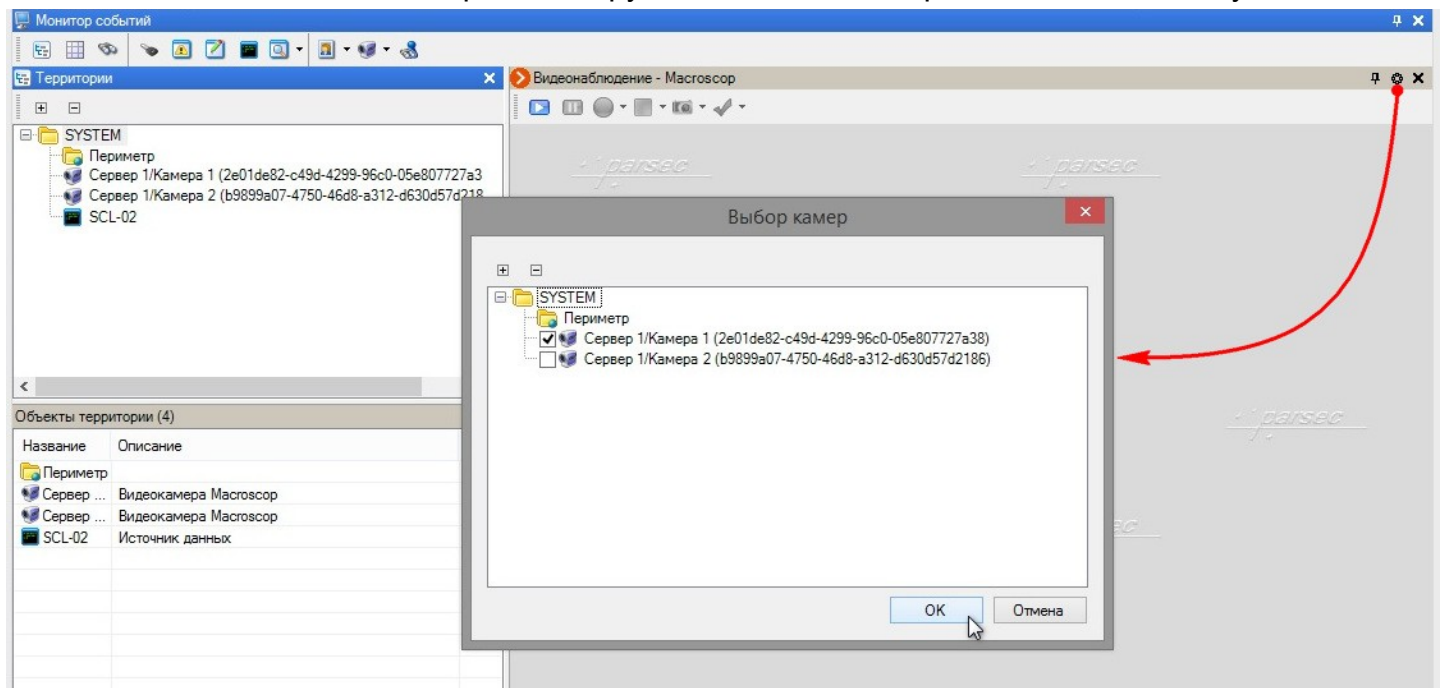 Монитор событий
Территории
Видеонаблюдение - Macroscop
SYSTEM
Периметр
Сервер 1/Камера 1 (2e01de82-c49d-4299-96c0-05e807727a3
Сервер 1/Камера 2 (b9899a07-4750-46d8-a312-d630d57d218
SCL-02
parsec
parsec
Выбор камер
SYSTEM
Периметр
Сервер 1/Камера 1 (2e01de82-c49d-4299-96c0-05e807727a38)
Сервер 1/Камера 2 (b9899a07-4750-46d8-a312-d630d57d2186)
OK
Отмена
parsec
Объекты территории (4)
Название Описание
Периметр
Сервер ... Видеокамера Macroscop
Сервер ... Видеокамера Macroscop
SCL-02 Источник данных